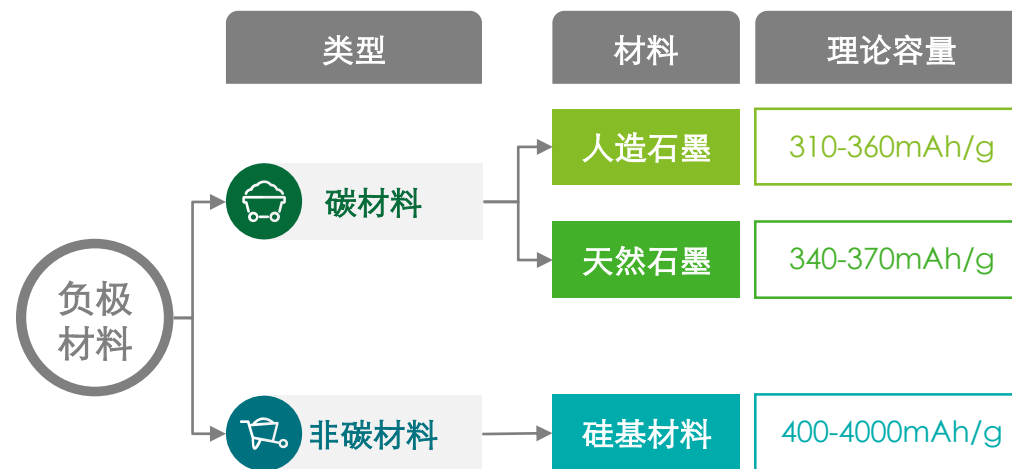 类型
材料
理论容量
人造石墨
310-360mAh/g
碳材料
天然石墨
340-370mAh/g
负极
材料
非碳材料
硅基材料
400-4000mAh/g